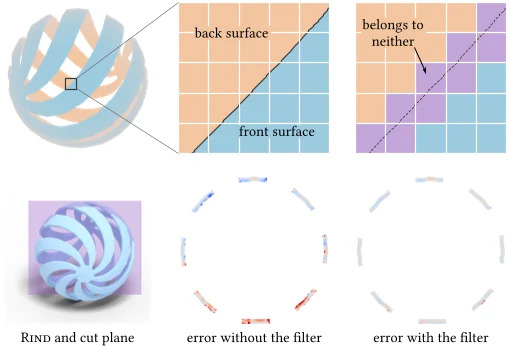 back surface
front surface
belongs to
neither
RIND and cut plane
error without the filter
error with the filter